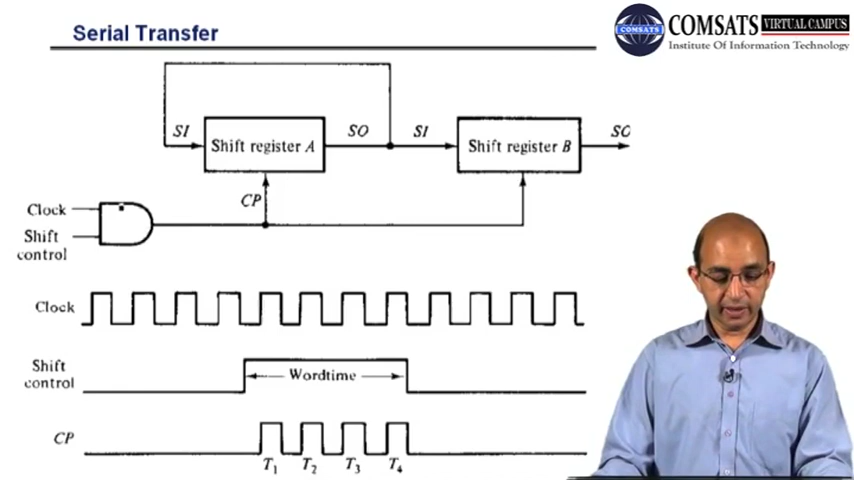 Serial Transfer
COMSATS
COMSATS VIRTUAL CAMPUS
Institute Of Information Technology
SI
Shift register A
SO
SI
Shift register B
SO
CP
Clock
Shift
control
Clock
Shift
control
Wordtime
CP
T1 T2 T3 T4